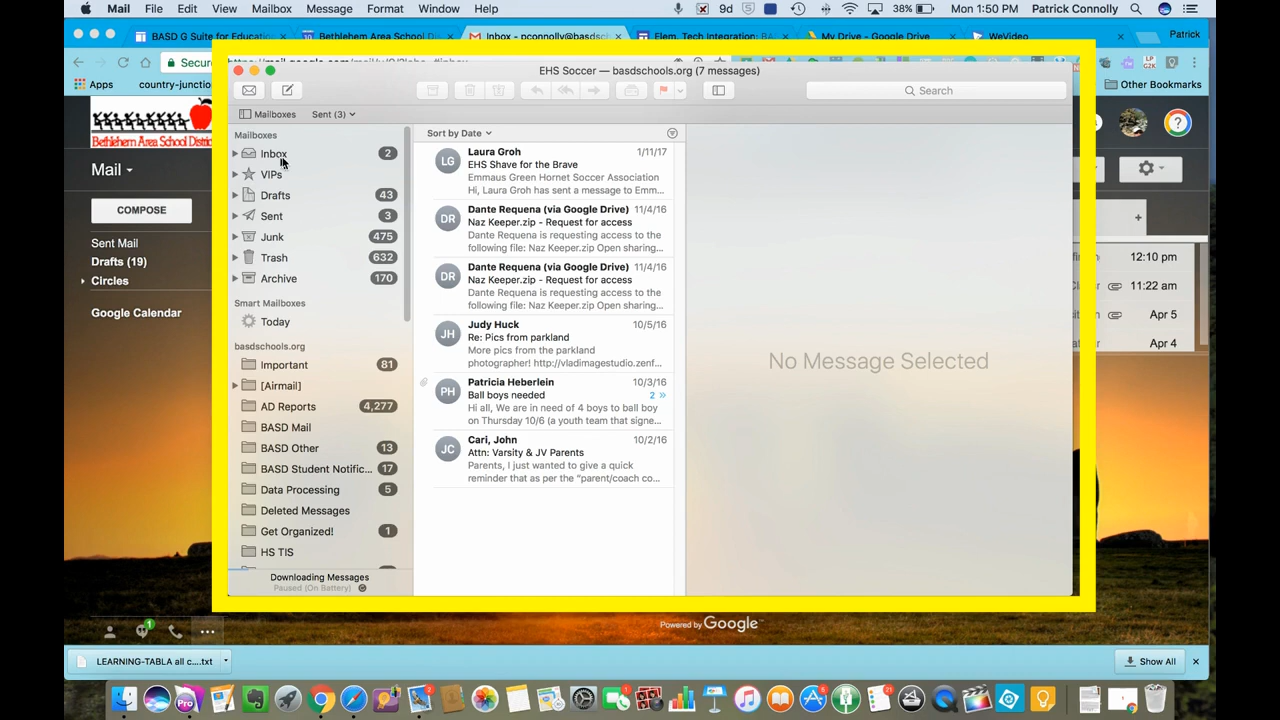 Mail File Edit View Mailbox Message Format Window Help 9d 38% Mon 1:50 PM Patrick Connolly
BASD G Suite for Educati Bethlehem Area School Dis Inbox - pconnolly@basdsch Elem. Tech Integration: BA My Drive - Google Drive WeVideo Patrick
Secure
Apps country-junctio Other Bookmarks
EHS Soccer — basdschools.org (7 messages)
Search
Mailboxes Sent (3)
Bethlehem Area School District
Mail
COMPOSE
Sent Mail
Drafts (19)
Circles
Google Calendar
Mailboxes
Inbox 2
VIPs
Drafts 43
Sent 3
Junk 475
Trash 632
Archive 170
Smart Mailboxes
Today
basdschools.org
Important 81
[Airmail]
AD Reports 4,277
BASD Mail
BASD Other 13
BASD Student Notific... 17
Data Processing 5
Deleted Messages
Get Organized! 1
HS TIS
Downloading Messages
Paused (On Battery)
Sort by Date
LG Laura Groh 1/11/17
EHS Shave for the Brave
Emmaus Green Hornet Soccer Association
Hi, Laura Groh has sent a message to Emm...
DR Dante Requena (via Google Drive) 11/4/16
Naz Keeper.zip - Request for access
Dante Requena is requesting access to the
following file: Naz Keeper.zip Open sharing...
DR Dante Requena (via Google Drive) 11/4/16
Naz Keeper.zip - Request for access
Dante Requena is requesting access to the
following file: Naz Keeper.zip Open sharing...
JH Judy Huck 10/5/16
Re: Pics from parkland
More pics from the parkland
photographer! http://vladimagestudio.zenf...
PH Patricia Heberlein 10/3/16
Ball boys needed 2 »
Hi all, We are in need of 4 boys to ball boy
on Thursday 10/6 (a youth team that signe...
JC Cari, John 10/2/16
Attn: Varsity & JV Parents
Parents, I just wanted to give a quick
reminder that as per the "parent/coach co...
No Message Selected
12:10 pm
11:22 am
Apr 5
Apr 4
Powered by Google
LEARNING-TABLA all c....txt Show All